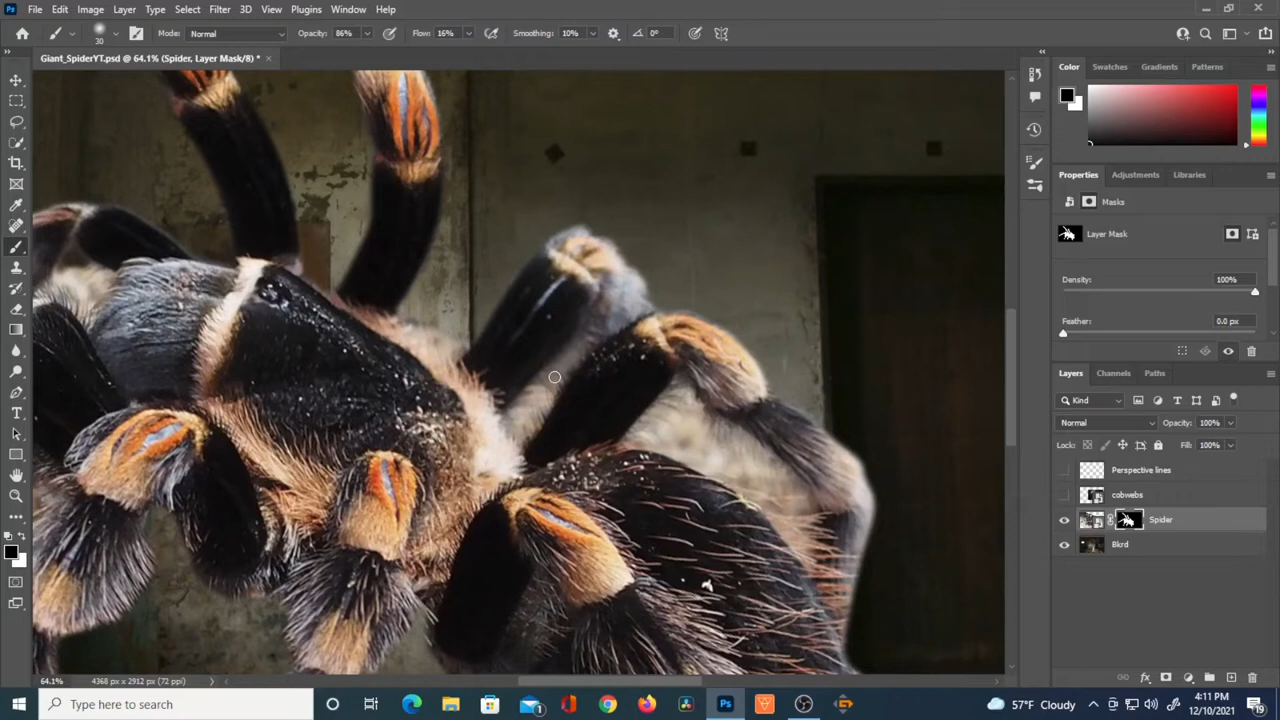 Ps File Edit Image Layer Type Select Filter 3D View Plugins Window Help
30 Mode: Normal Opacity: 86% Flow: 16% Smoothing: 10% 0°
Giant_SpiderYT.psd @ 64.1% (Spider, Layer Mask/8) *
Color Swatches Gradients Patterns
Properties Adjustments Libraries
Masks
Layer Mask
Density: 100%
Feather: 0.0 px
Layers Channels Paths
Kind
Normal Opacity: 100%
Lock: Fill: 100%
Perspective lines
cobwebs
Spider
Bkrd
64.1% 4368 px x 2912 px (72 ppi)
Type here to search
57°F Cloudy
4:11 PM
12/10/2021